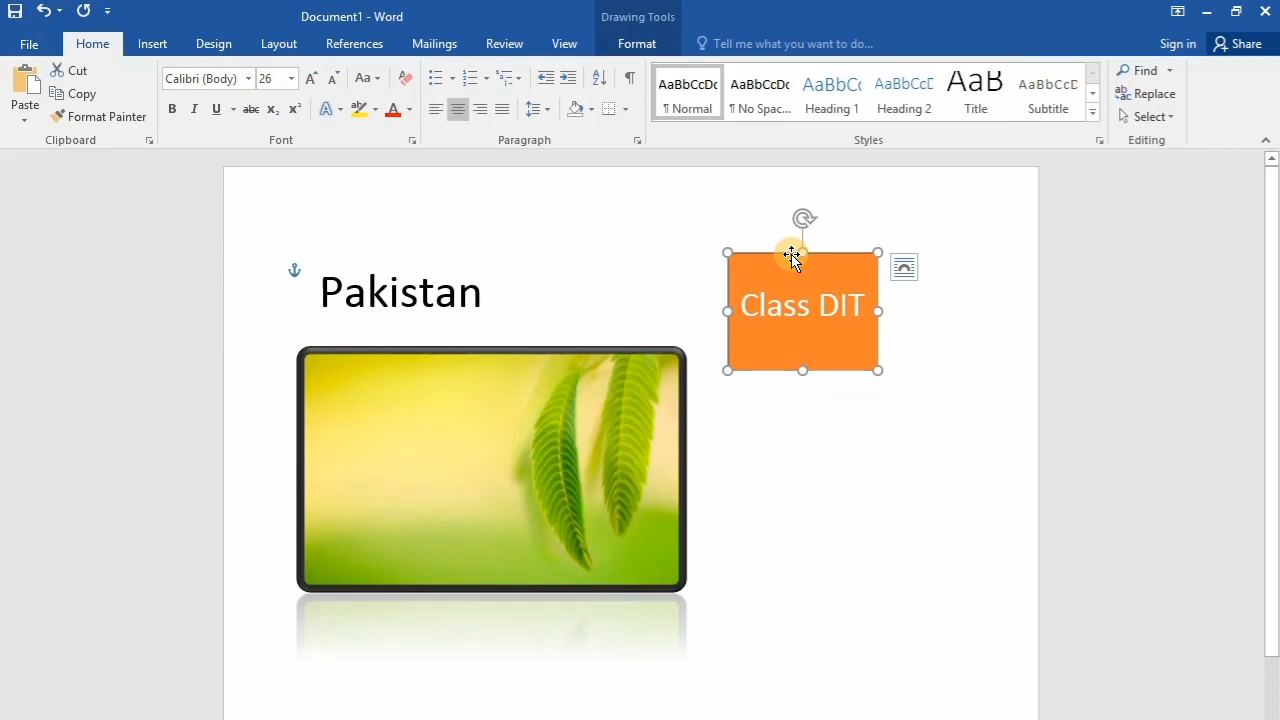 Document1 - Word
Drawing Tools
File
Home
Insert
Design
Layout
References
Mailings
Review
View
Format
Tell me what you want to do...
Sign in
Share
Paste
Cut
Copy
Format Painter
Clipboard
Calibri (Body)
26
Aa
B I U abc x₂ x²
A
A
Font
Paragraph
AaBbCcDc
¶ Normal
AaBbCcDc
¶ No Spac...
AaBbCc
Heading 1
AaBbCcC
Heading 2
AaB
Title
AaBbCcC
Subtitle
Styles
Find
Replace
Select
Editing
Pakistan
Class DIT